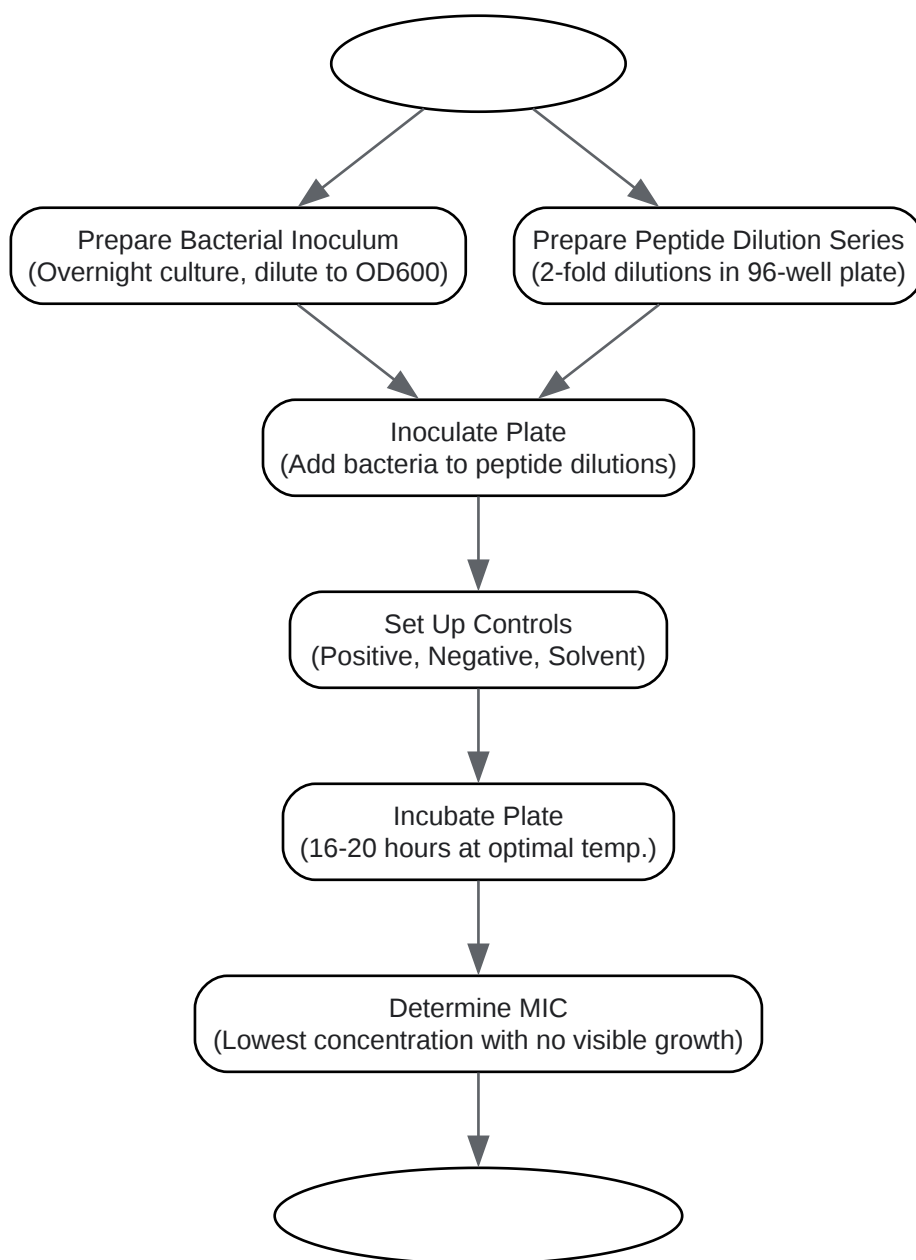 Prepare Bacterial Inoculum
(Overnight culture, dilute to OD600)
Prepare Peptide Dilution Series
(2-fold dilutions in 96-well plate)
Inoculate Plate
(Add bacteria to peptide dilutions)
Set Up Controls
(Positive, Negative, Solvent)
Incubate Plate
(16-20 hours at optimal temp.)
Determine MIC
(Lowest concentration with no visible growth)